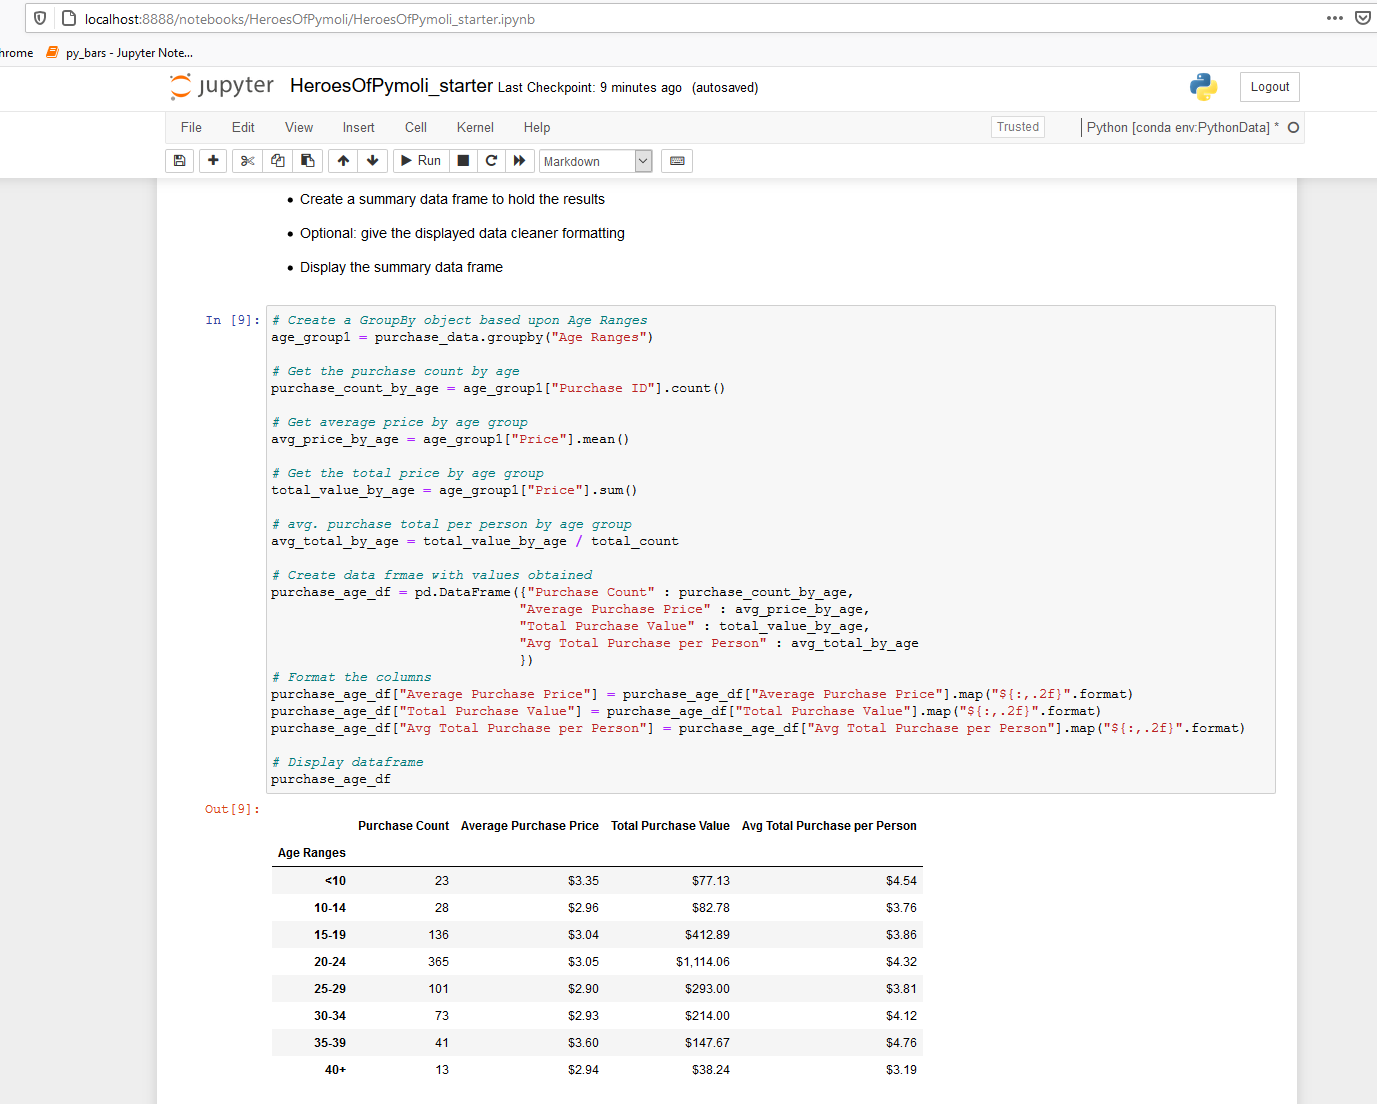 localhost:8888/notebooks/HeroesOfPymoli/HeroesOfPymoli_starter.ipynb
hrome py_bars - Jupyter Note...
jupyter HeroesOfPymoli_starter Last Checkpoint: 9 minutes ago (autosaved) Logout
File Edit View Insert Cell Kernel Help Trusted Python [conda env:PythonData] *
Run Markdown
• Create a summary data frame to hold the results
• Optional: give the displayed data cleaner formatting
• Display the summary data frame
In [9]: # Create a GroupBy object based upon Age Ranges
age_group1 = purchase_data.groupby("Age Ranges")
# Get the purchase count by age
purchase_count_by_age = age_group1["Purchase ID"].count()
# Get average price by age group
avg_price_by_age = age_group1["Price"].mean()
# Get the total price by age group
total_value_by_age = age_group1["Price"].sum()
# avg. purchase total per person by age group
avg_total_by_age = total_value_by_age / total_count
# Create data frmae with values obtained
purchase_age_df = pd.DataFrame({"Purchase Count" : purchase_count_by_age,
"Average Purchase Price" : avg_price_by_age,
"Total Purchase Value" : total_value_by_age,
"Avg Total Purchase per Person" : avg_total_by_age
})
# Format the columns
purchase_age_df["Average Purchase Price"] = purchase_age_df["Average Purchase Price"].map("${:,.2f}".format)
purchase_age_df["Total Purchase Value"] = purchase_age_df["Total Purchase Value"].map("${:,.2f}".format)
purchase_age_df["Avg Total Purchase per Person"] = purchase_age_df["Avg Total Purchase per Person"].map("${:,.2f}".format)
# Display dataframe
purchase_age_df
Out[9]:
Purchase Count Average Purchase Price Total Purchase Value Avg Total Purchase per Person
Age Ranges
<10 23 $3.35 $77.13 $4.54
10-14 28 $2.96 $82.78 $3.76
15-19 136 $3.04 $412.89 $3.86
20-24 365 $3.05 $1,114.06 $4.32
25-29 101 $2.90 $293.00 $3.81
30-34 73 $2.93 $214.00 $4.12
35-39 41 $3.60 $147.67 $4.76
40+ 13 $2.94 $38.24 $3.19